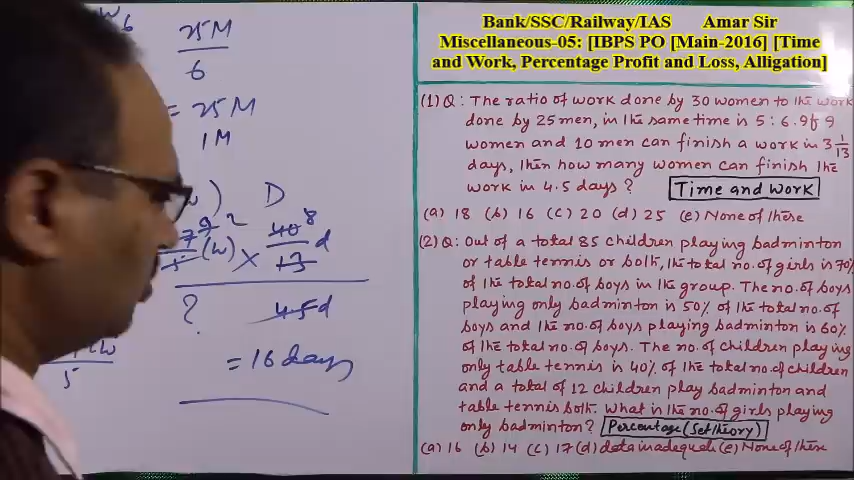 Bank/SSC/Railway/IAS Amar Sir
Miscellaneous-05: [IBPS PO [Main-2016] [Time
and Work, Percentage Profit and Loss, Alligation]
25M
6
= 25M
1M
D
40 8
13 d
(W) ×
? 45d
= 16 days
5
(1) Q: The ratio of work done by 30 women to the work
done by 25 men, in the same time is 5:6. If 9
women and 10 men can finish a work in 3 1/13
days, then how many women can finish the
work in 4.5 days? Time and Work
(a) 18 (b) 16 (c) 20 (d) 25 (e) None of these
(2) Q: Out of a total 85 children playing badminton
or table tennis or both, the total no. of girls is 70%
of the total no. of boys in the group. The no. of boys
playing only badminton is 50% of the total no. of
boys and the no. of boys playing badminton is 60%
of the total no. of boys. The no. of children playing
only table tennis is 40% of the total no. of children
and a total of 12 children play badminton and
table tennis both. What is the no. of girls playing
only badminton? Percentage (Set theory)
(a) 16 (b) 14 (c) 17 (d) data inadequate (e) None of these